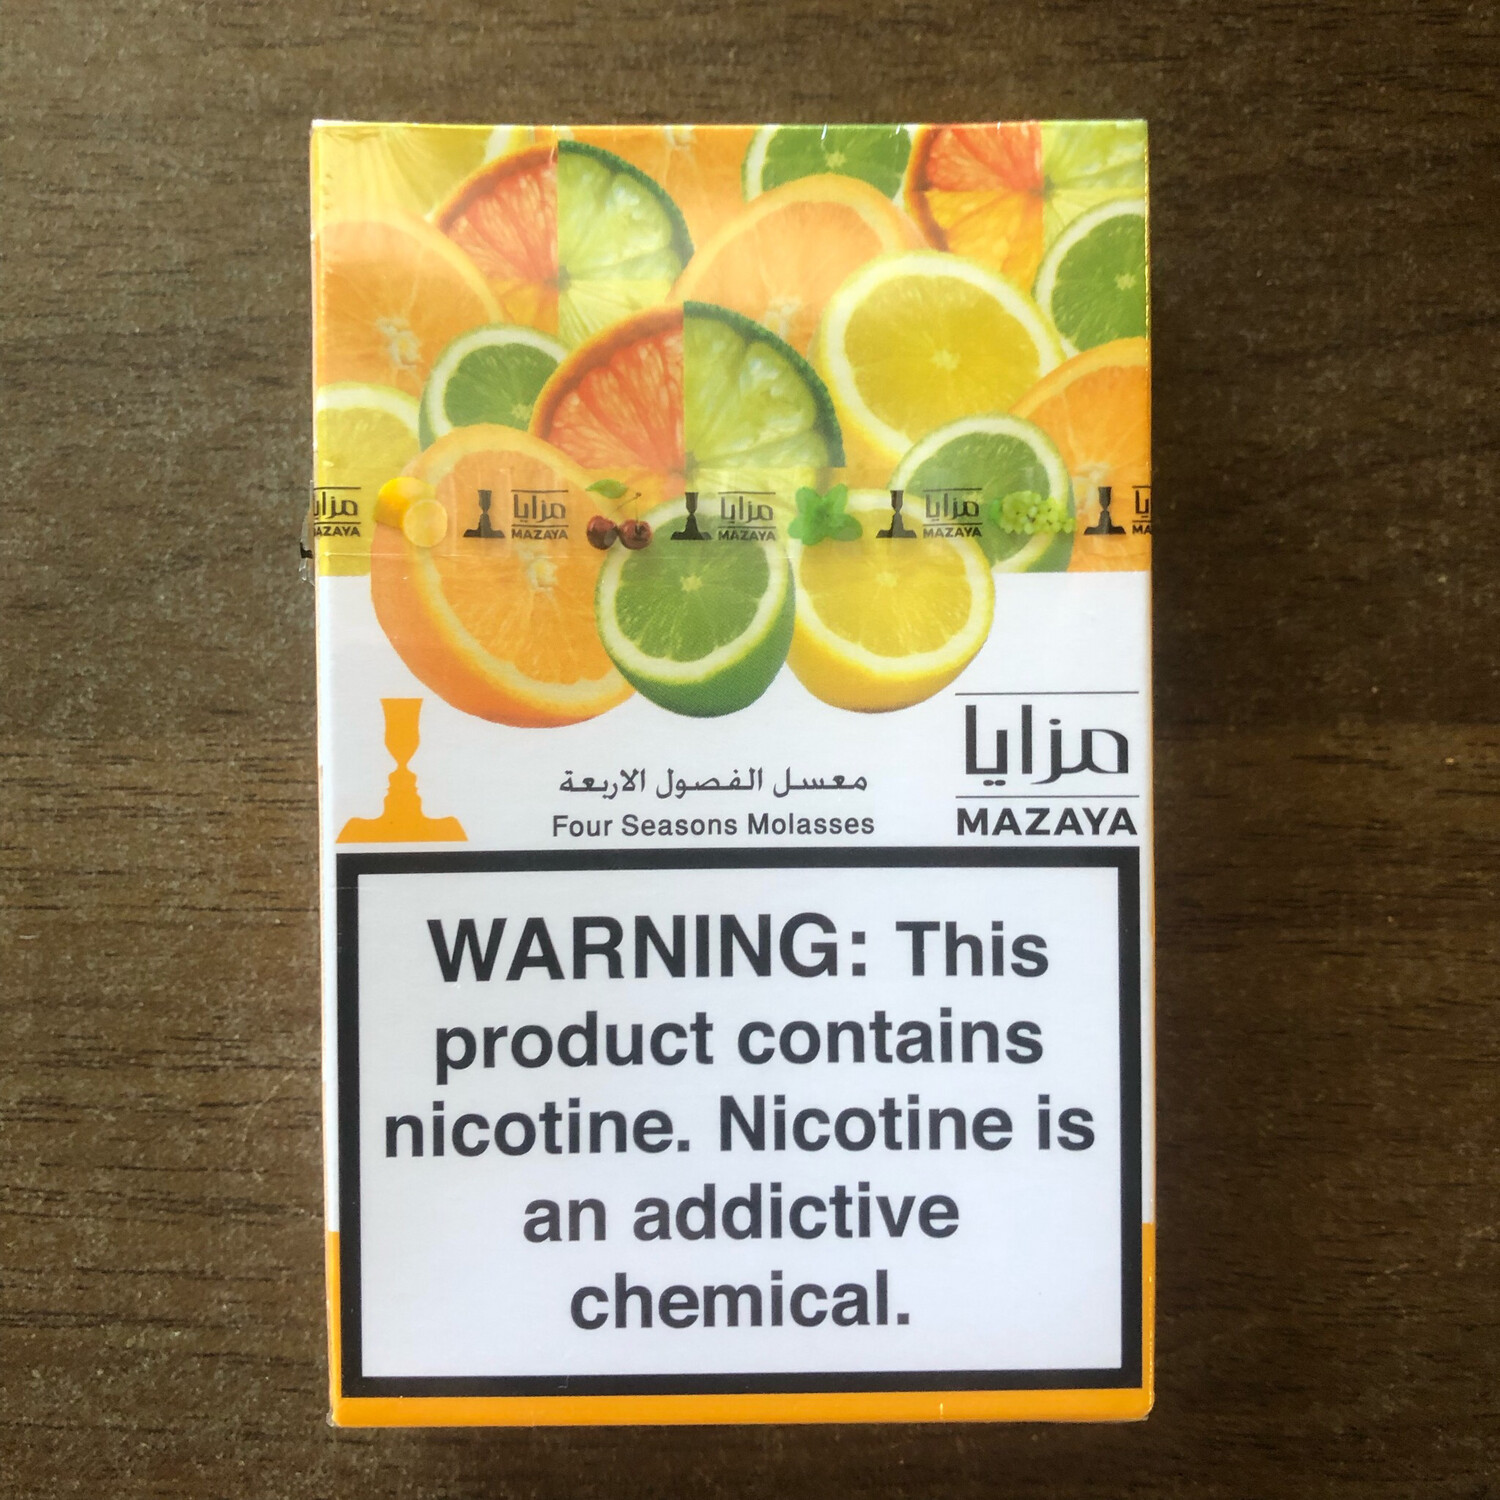 مزايا
MAZAYA
مزايا
MAZAYA
مزايا
MAZAYA
مزايا
MAZAYA
مزايا
MAZAYA
معسل الفصول الاربعة
Four Seasons Molasses
WARNING: This
product contains
nicotine. Nicotine is
an addictive
chemical.